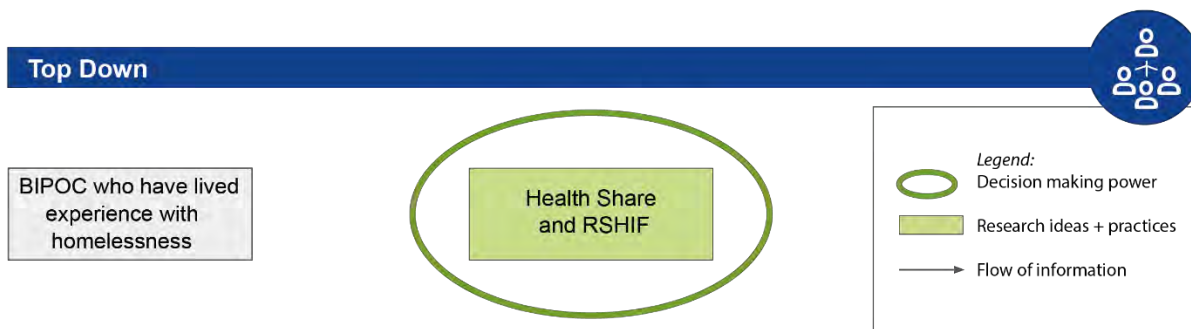 Top Down
BIPOC who have lived
experience with
homelessness
Health Share
and RSHIF
Legend:
Decision making power
Research ideas + practices
Flow of information